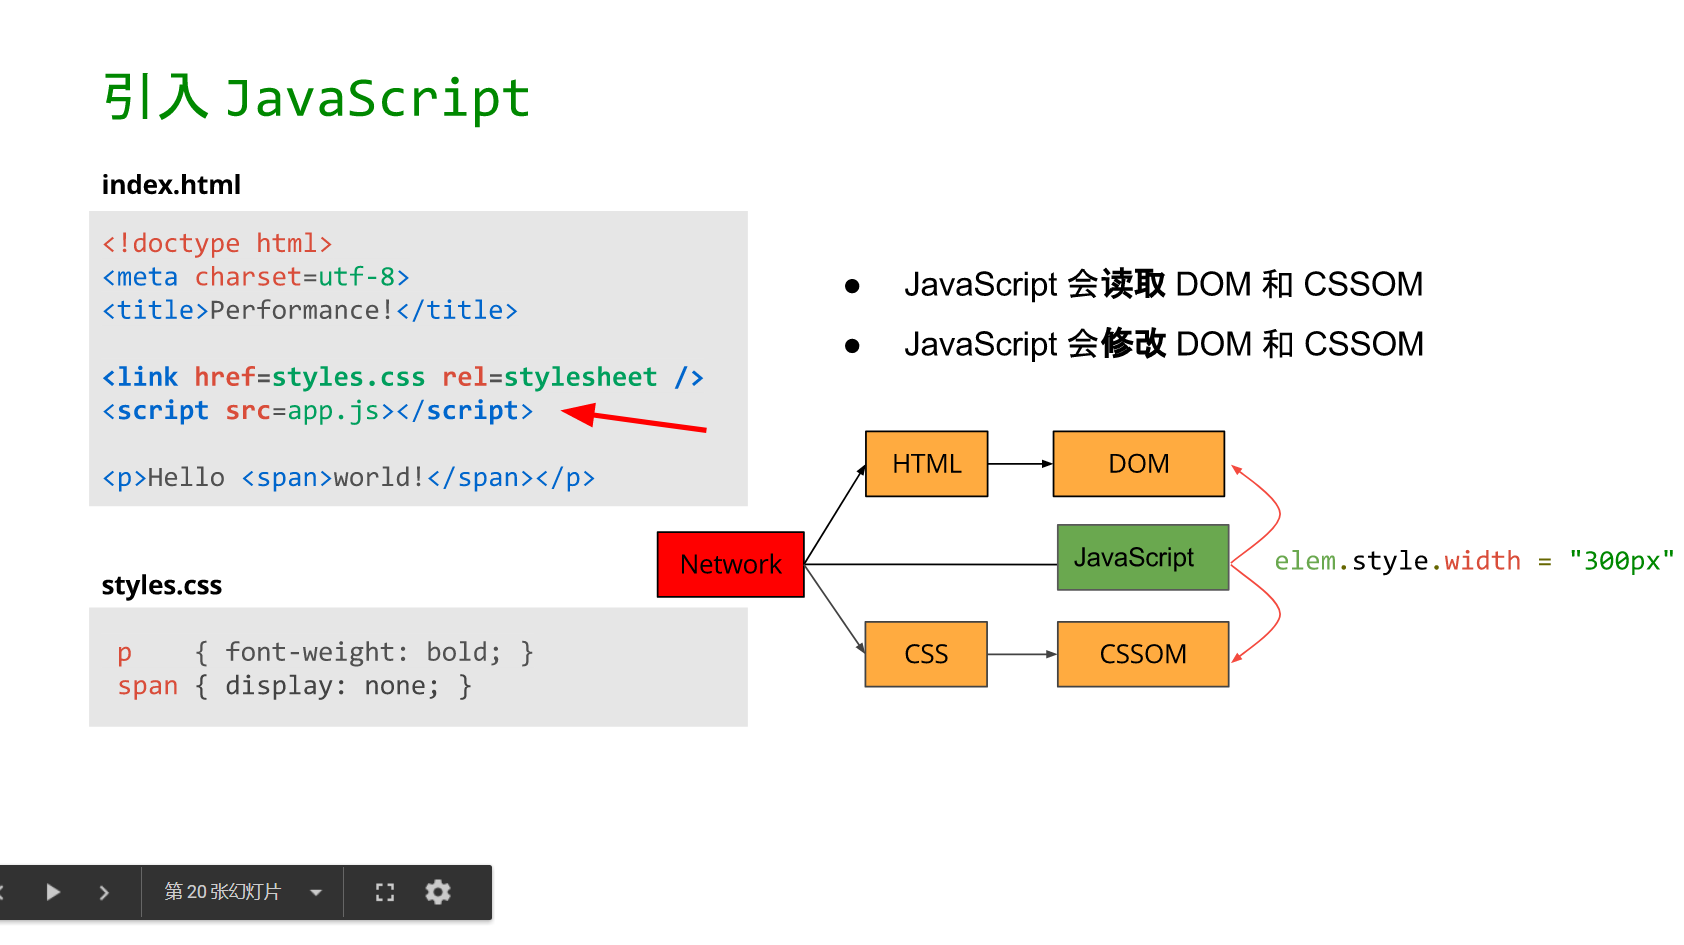 引入 JavaScript
index.html
<!doctype html>
<meta charset=utf-8>
<title>Performance!</title>
<link href=styles.css rel=stylesheet />
<script src=app.js></script>
<p>Hello <span>world!</span></p>
styles.css
p    { font-weight: bold; }
span { display: none; }
● JavaScript 会读取 DOM 和 CSSOM
● JavaScript 会修改 DOM 和 CSSOM
HTML
DOM
Network
JavaScript
elem.style.width = "300px"
CSS
CSSOM
第 20 张幻灯片